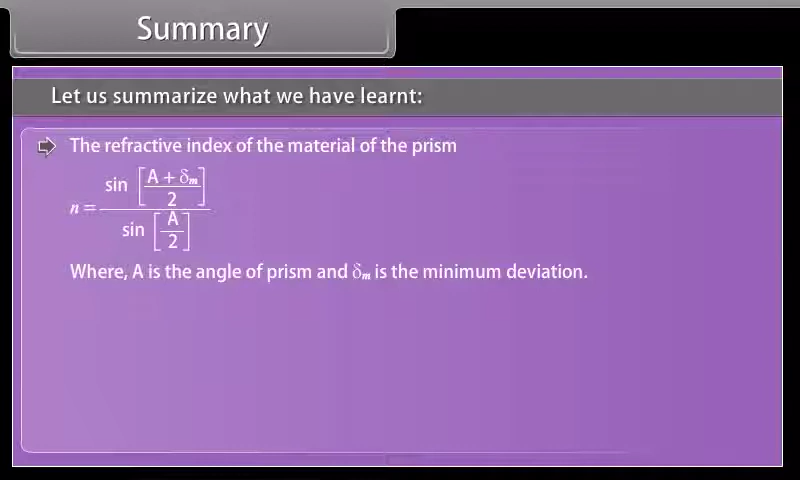 Summary
Let us summarize what we have learnt:
The refractive index of the material of the prism
n = sin [A + δm / 2] / sin [A / 2]
Where, A is the angle of prism and δm is the minimum deviation.